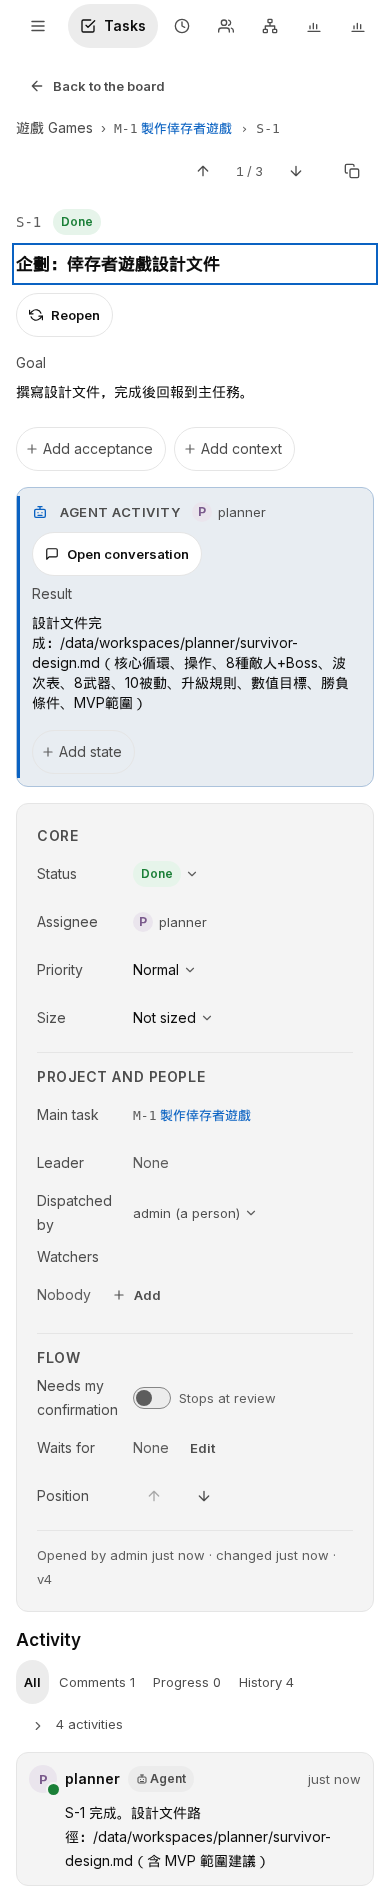 Tasks
Back to the board
遊戲 Games › M-1 製作倖存者遊戲 › S-1
1 / 3
S-1 Done
企劃：倖存者遊戲設計文件
Reopen
Goal
撰寫設計文件，完成後回報到主任務。
Add acceptance
Add context
AGENT ACTIVITY P planner
Open conversation
Result
設計文件完
成：/data/workspaces/planner/survivor-
design.md（核心循環、操作、8種敵人+Boss、波
次表、8武器、10被動、升級規則、數值目標、勝負
條件、MVP範圍）
Add state
CORE
Status Done
Assignee P planner
Priority Normal
Size Not sized
PROJECT AND PEOPLE
Main task M-1 製作倖存者遊戲
Leader None
Dispatched
by admin (a person)
Watchers
Nobody Add
FLOW
Needs my
confirmation Stops at review
Waits for None Edit
Position
Opened by admin just now · changed just now ·
v4
Activity
All Comments 1 Progress 0 History 4
4 activities
P planner Agent just now
S-1 完成。設計文件路
徑：/data/workspaces/planner/survivor-
design.md（含 MVP 範圍建議）